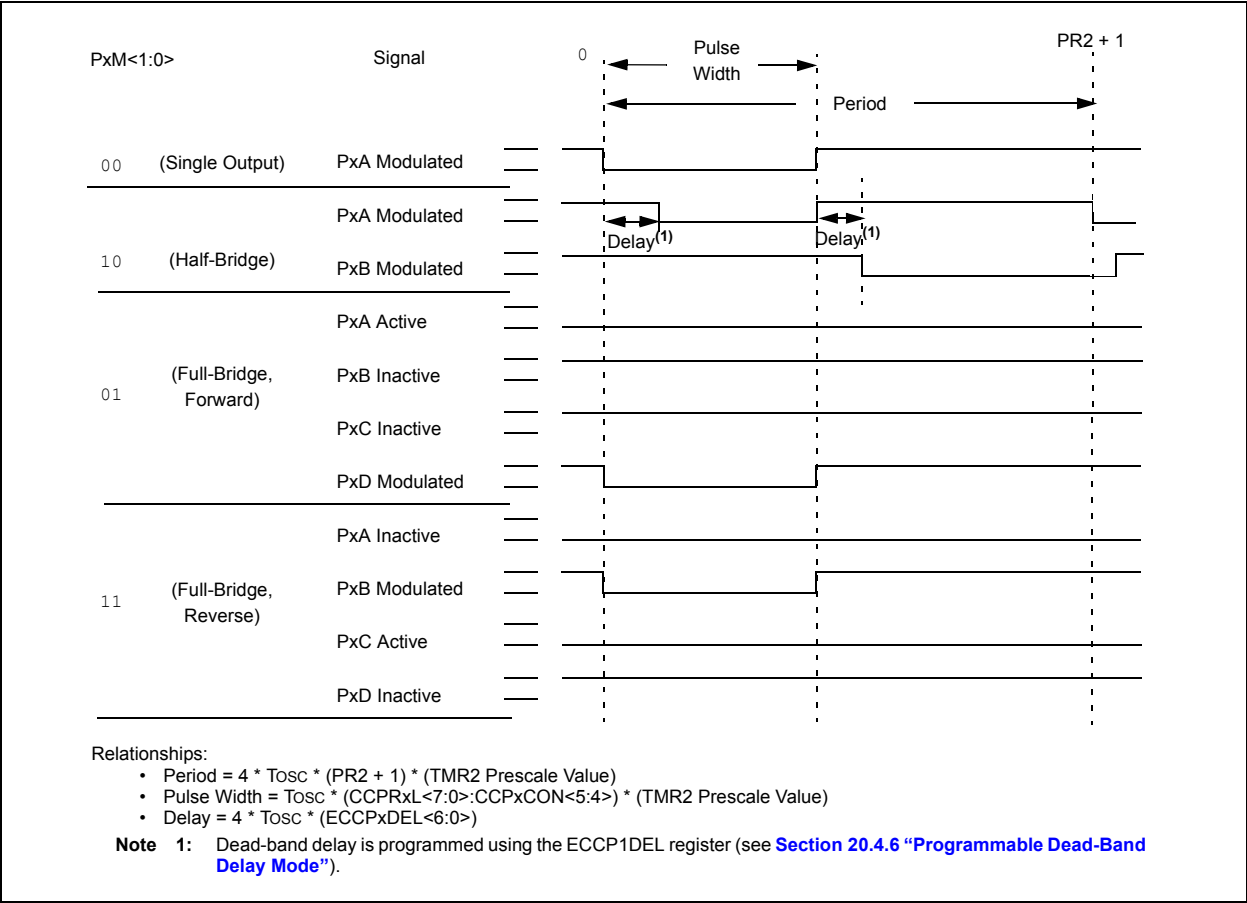 PxM<1:0> Signal 0 Pulse Width PR2 + 1
Period
00 (Single Output) PxA Modulated
PxA Modulated
Delay(1) Delay(1)
10 (Half-Bridge) PxB Modulated
PxA Active
01 (Full-Bridge, Forward) PxB Inactive
PxC Inactive
PxD Modulated
PxA Inactive
11 (Full-Bridge, Reverse) PxB Modulated
PxC Active
PxD Inactive
Relationships:
• Period = 4 * TOSC * (PR2 + 1) * (TMR2 Prescale Value)
• Pulse Width = TOSC * (CCPRxL<7:0>:CCPxCON<5:4>) * (TMR2 Prescale Value)
• Delay = 4 * TOSC * (ECCPxDEL<6:0>)
Note 1: Dead-band delay is programmed using the ECCP1DEL register (see Section 20.4.6 “Programmable Dead-Band
Delay Mode”).